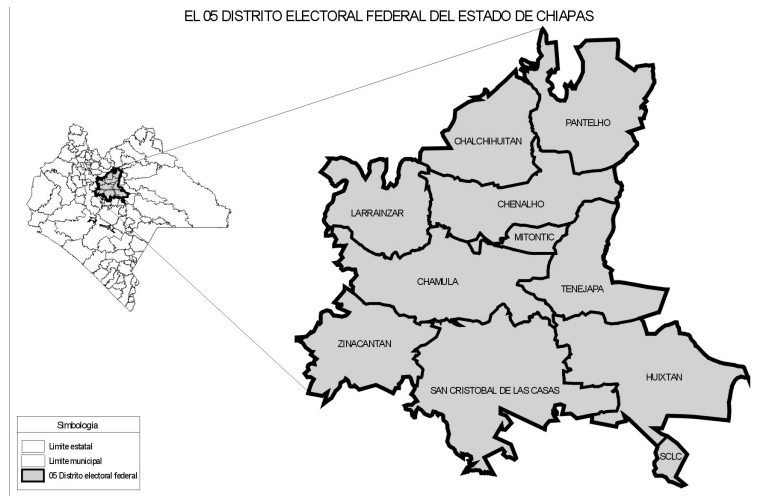 EL 05 DISTRITO ELECTORAL FEDERAL DEL ESTADO DE CHIAPAS
PANTELHO
CHALCHIHUITAN
CHENALHO
LARRAINZAR
MITONTIC
CHAMULA
TENEJAPA
ZINACANTAN
HUIXTAN
SAN CRISTOBAL DE LAS CASAS
SCLC
Simbología
Limite estatal
Limite municipal
05 Distrito electoral federal